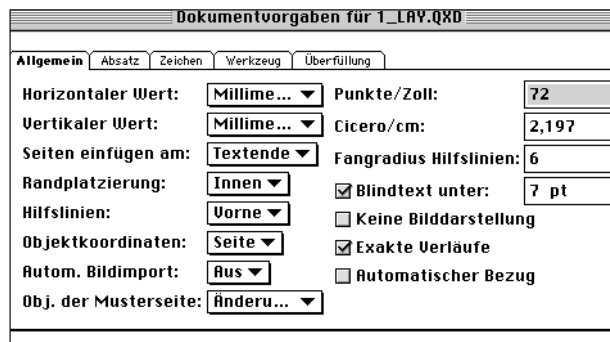 Dokumentvorgaben für 1_LAY.QXD
Allgemein Absatz Zeichen Werkzeug Überfüllung
Horizontaler Wert: Millime...
Vertikaler Wert: Millime...
Seiten einfügen am: Textende
Randplatzierung: Innen
Hilfslinien: Vorne
Objektkoordinaten: Seite
Autom. Bildimport: Aus
Obj. der Musterseite: Änderu...
Punkte/Zoll: 72
Cicero/cm: 2,197
Fangradius Hilfslinien: 6
Blindtext unter: 7 pt
Keine Bilddarstellung
Exakte Verläufe
Automatischer Bezug